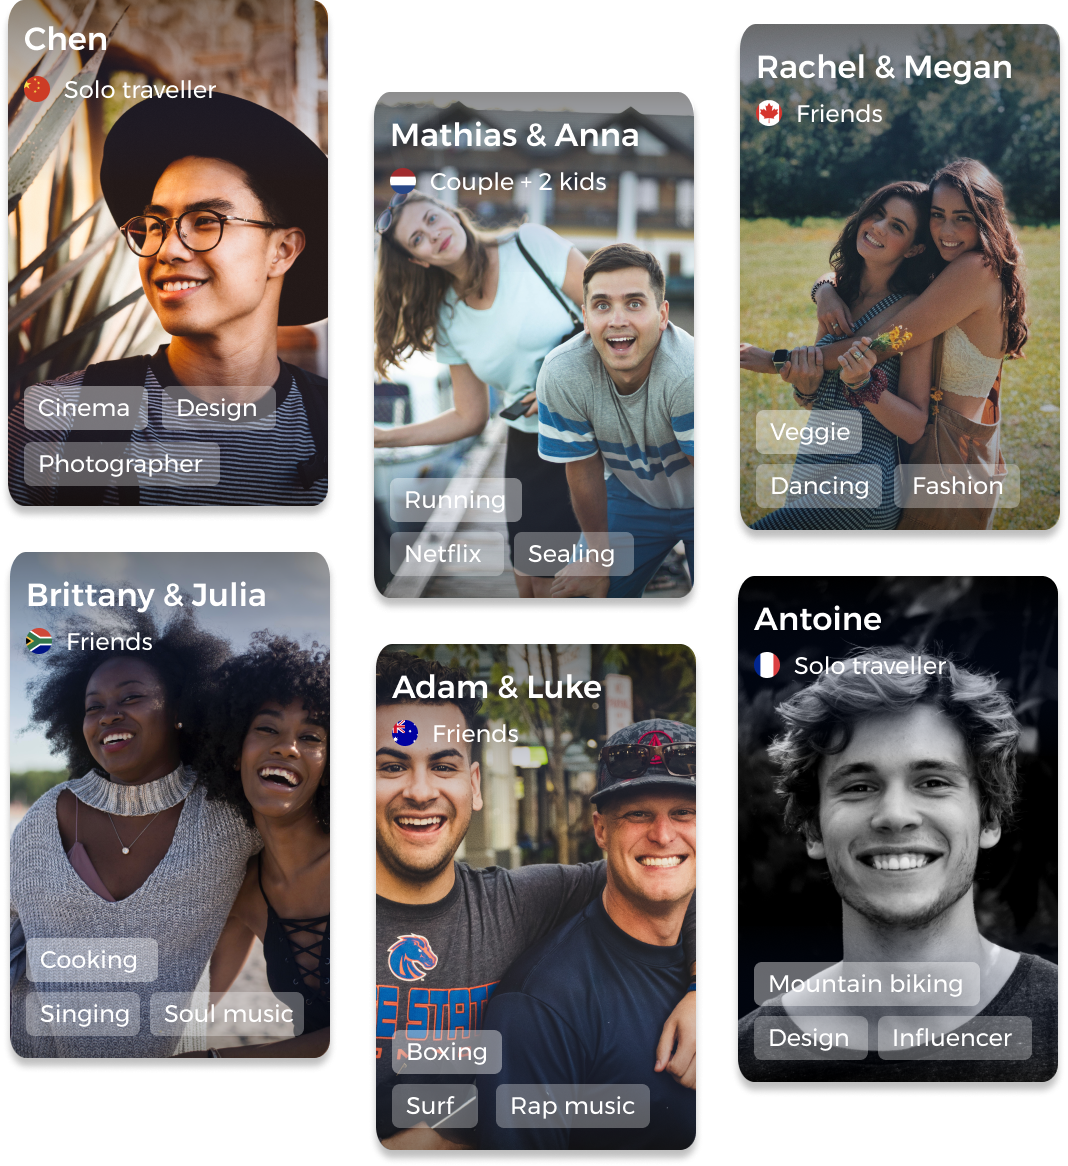 Chen
Solo traveller
Cinema
Design
Photographer
Mathias & Anna
Couple + 2 kids
Running
Netflix
Sealing
Rachel & Megan
Friends
Veggie
Dancing
Fashion
Brittany & Julia
Friends
Cooking
Singing
Soul music
Adam & Luke
Friends
E STAT
Boxing
Surf
Rap music
Antoine
Solo traveller
Mountain biking
Design
Influencer